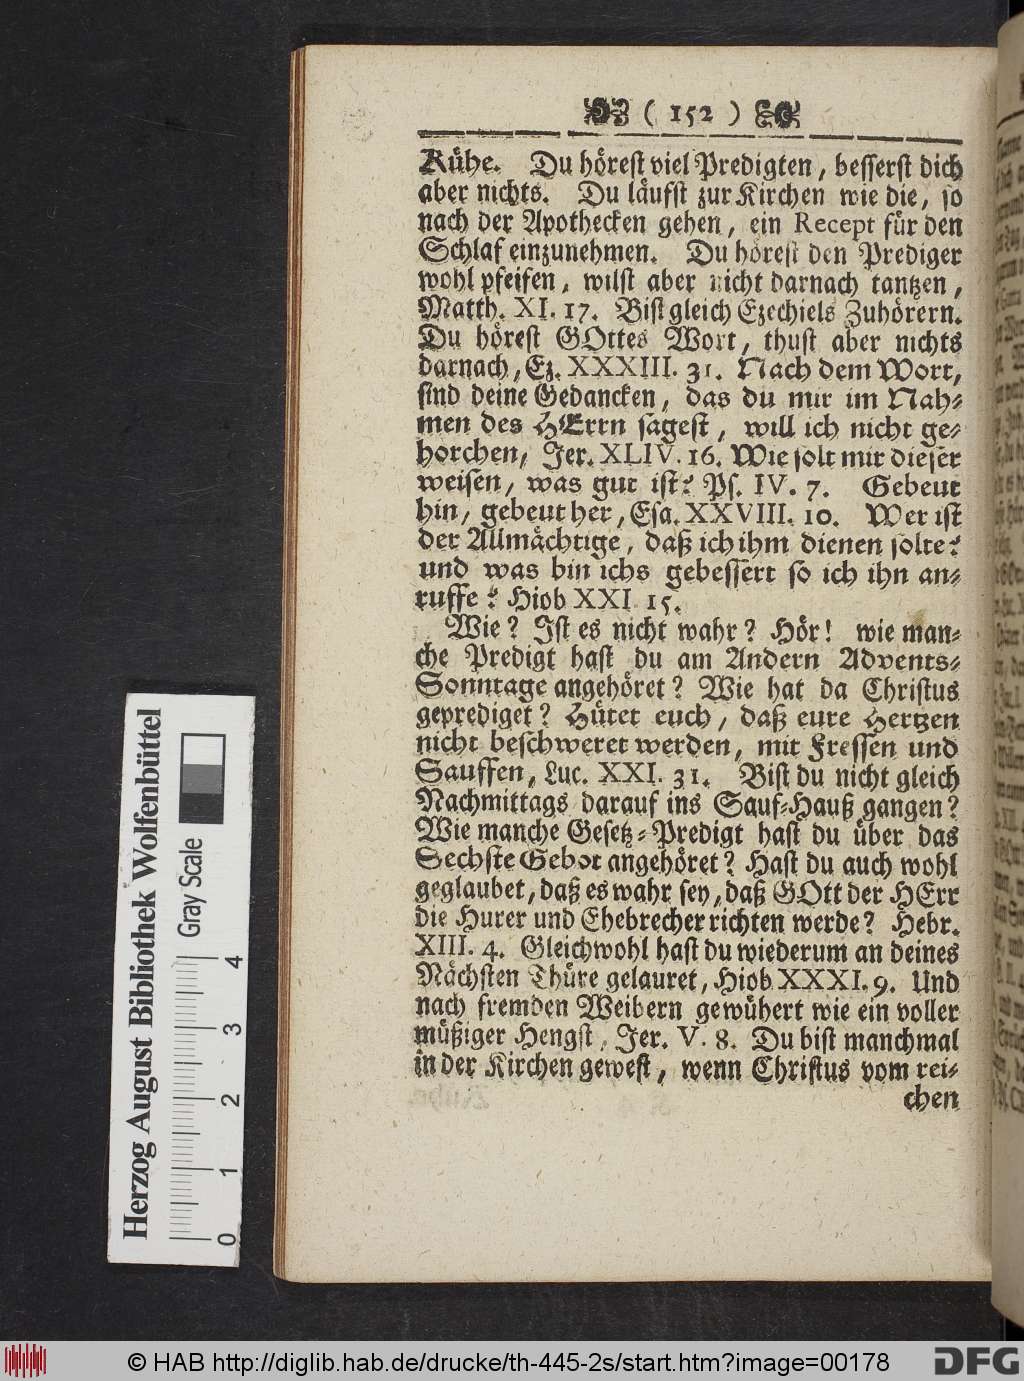 ( 152 )
Kühe. Du hörest viel Predigten, besserst dich
aber nichts. Du läufst zur Kirchen wie die, so
nach der Apothecken gehen, ein Recept für den
Schlaf einzunehmen. Du hörest den Prediger
wohl pfeifen, wilst aber nicht darnach tantzen,
Matth. XI. 17. Bist gleich Ezechiels Zuhörern.
Du hörest GOttes Wort, thust aber nichts
darnach, Ez. XXXIII. 31. Nach dem Wort,
sind deine Gedancken, das du mir im Nah-
men des HErrn sagest, will ich nicht ge-
horchen, Jer. XLIV. 16. Wie solt mir dieser
weisen, was gut ist? Ps. IV. 7. Gebeut
hin, gebeut her, Esa. XXVIII. 10. Wer ist
der Allmächtige, daß ich ihm dienen solte?
und was bin ichs gebessert so ich ihn an-
ruffe? Hiob XXI 15.
Wie? Ist es nicht wahr? Hör! wie man-
che Predigt hast du am Andern Advents-
Sonntage angehöret? Wie hat da Christus
geprediget? Hütet euch, daß eure Hertzen
nicht beschweret werden, mit Fressen und
Sauffen, Luc. XXI. 31. Bist du nicht gleich
Nachmittags darauf ins Sauf-Hauß gangen?
Wie manche Gesetz-Predigt hast du über das
Sechste Gebot angehöret? Hast du auch wohl
geglaubet, daß es wahr sey, daß GOtt der HErr
die Hurer und Ehebrecher richten werde? Hebr.
XIII. 4. Gleichwohl hast du wiederum an deines
Nächsten Thüre gelauret, Hiob XXXI. 9. Und
nach fremden Weibern gewühert wie ein voller
müßiger Hengst, Jer. V. 8. Du bist manchmal
in der Kirchen gewest, wenn Christus vom rei-
chen
Herzog August Bibliothek Wolfenbüttel
Gray Scale
0 1 2 3 4
© HAB http://diglib.hab.de/drucke/th-445-2s/start.htm?image=00178
DFG